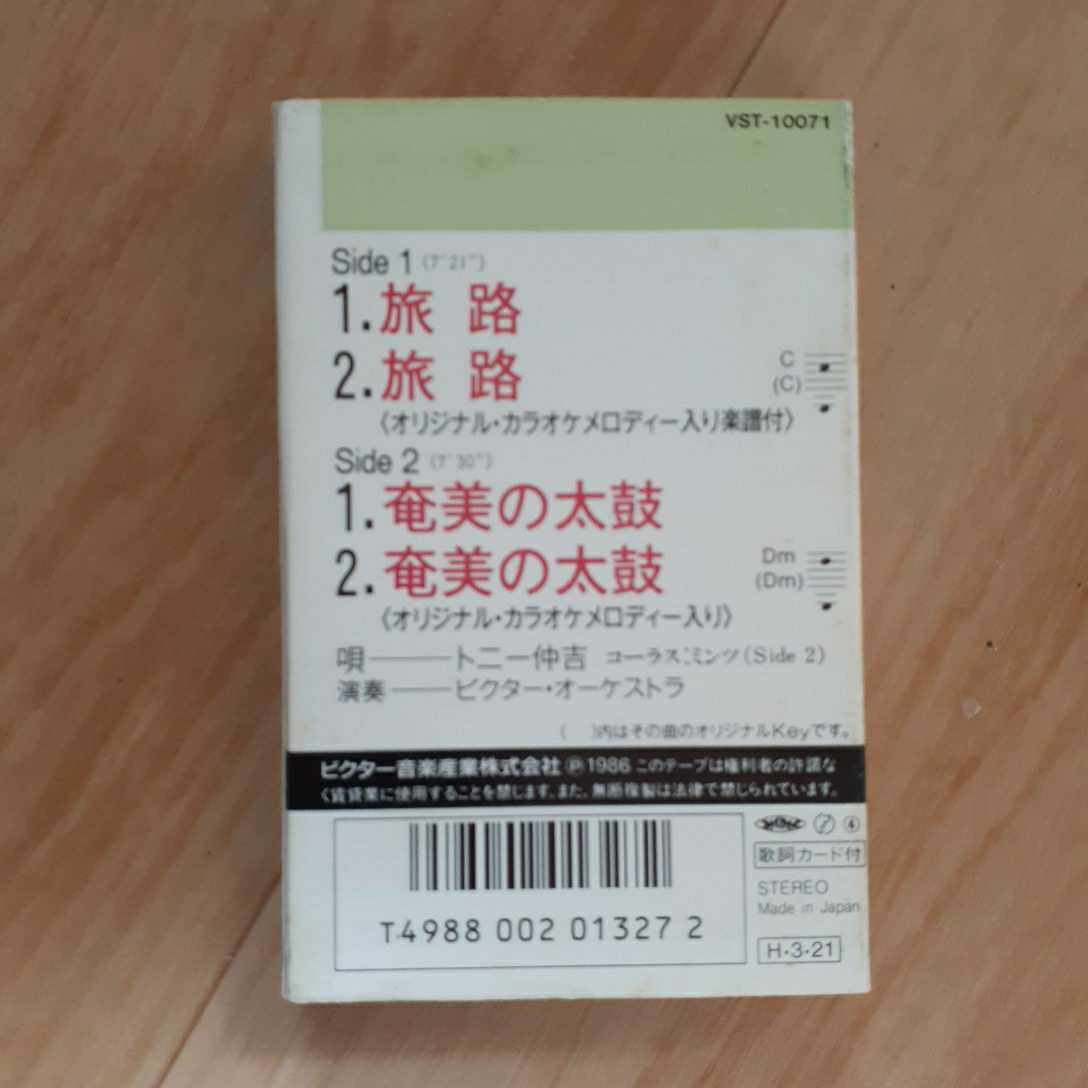 VST-10071
Side 1 (7'21")
1.旅 路
2.旅 路
C
(C)
〈オリジナル・カラオケメロディー入り楽譜付〉
Side 2 (7'30")
1.奄美の太鼓
2.奄美の太鼓
Dm
(Dm)
〈オリジナル・カラオケメロディー入り〉
唄――トニー仲吉 コーラス:ミンツ(Side 2)
演奏――ビクター・オーケストラ
( )内はその曲のオリジナルKeyです。
ビクター音楽産業株式会社 Ⓟ1986 このテープは権利者の許諾な
く賃貸業に使用することを禁じます。また、無断複製は法律で禁じられています。
④
歌詞カード付
STEREO
Made in Japan
T4988 002 01327 2
H・3・21